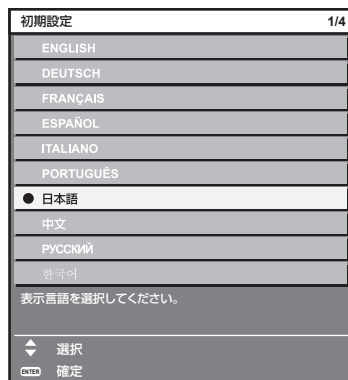 初期設定 1/4
ENGLISH
DEUTSCH
FRANÇAIS
ESPAÑOL
ITALIANO
PORTUGUÊS
日本語
中文
РУССКИЙ
한국어
表示言語を選択してください。
選択
ENTER 確定